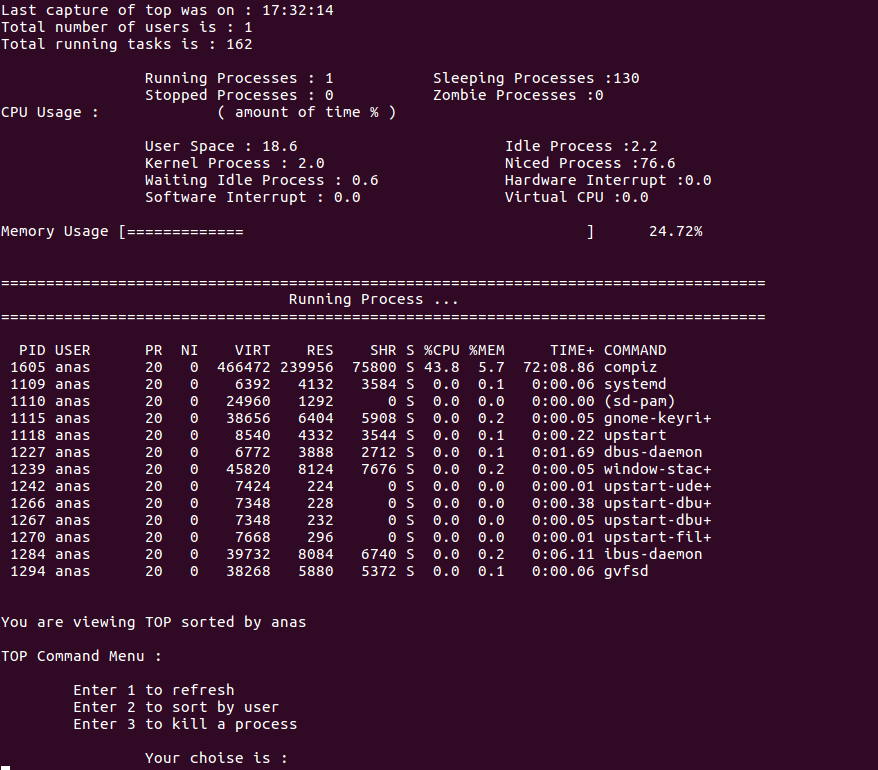 Last capture of top was on : 17:32:14
Total number of users is : 1
Total running tasks is : 162
Running Processes : 1 Sleeping Processes :130
Stopped Processes : 0 Zombie Processes :0
CPU Usage : ( amount of time % )
User Space : 18.6 Idle Process :2.2
Kernel Process : 2.0 Niced Process :76.6
Waiting Idle Process : 0.6 Hardware Interrupt :0.0
Software Interrupt : 0.0 Virtual CPU :0.0
Memory Usage [============= ] 24.72%
=====================================================================================
Running Process ...
=====================================================================================
PID USER PR NI VIRT RES SHR S %CPU %MEM TIME+ COMMAND
1605 anas 20 0 466472 239956 75800 S 43.8 5.7 72:08.86 compiz
1109 anas 20 0 6392 4132 3584 S 0.0 0.1 0:00.06 systemd
1110 anas 20 0 24960 1292 0 S 0.0 0.0 0:00.00 (sd-pam)
1115 anas 20 0 38656 6404 5908 S 0.0 0.2 0:00.05 gnome-keyri+
1118 anas 20 0 8540 4332 3544 S 0.0 0.1 0:00.22 upstart
1227 anas 20 0 6772 3888 2712 S 0.0 0.1 0:01.69 dbus-daemon
1239 anas 20 0 45820 8124 7676 S 0.0 0.2 0:00.05 window-stac+
1242 anas 20 0 7424 224 0 S 0.0 0.0 0:00.01 upstart-ude+
1266 anas 20 0 7348 228 0 S 0.0 0.0 0:00.38 upstart-dbu+
1267 anas 20 0 7348 232 0 S 0.0 0.0 0:00.05 upstart-dbu+
1270 anas 20 0 7668 296 0 S 0.0 0.0 0:00.01 upstart-fil+
1284 anas 20 0 39732 8084 6740 S 0.0 0.2 0:06.11 ibus-daemon
1294 anas 20 0 38268 5880 5372 S 0.0 0.1 0:00.06 gvfsd
You are viewing TOP sorted by anas
TOP Command Menu :
Enter 1 to refresh
Enter 2 to sort by user
Enter 3 to kill a process
Your choise is :